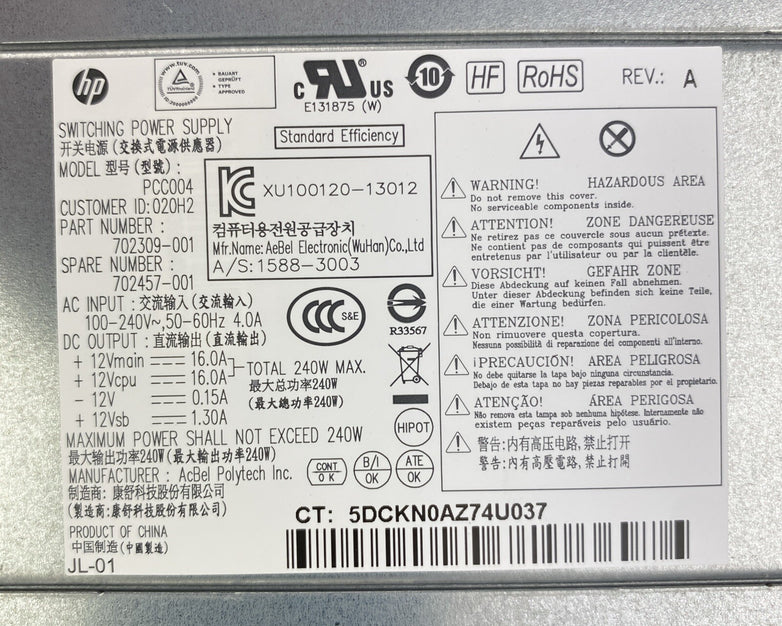 hp
www.tuv.com
TÜVRheinland
BAUART
GEPRÜFT
TYPE
APPROVED
c RU ® US
E131875 (W)
10
HF
RoHS
REV.: A
SWITCHING POWER SUPPLY
开关电源 (交换式電源供應器)
Standard Efficiency
MODEL 型号 (型號) :
PCC004
CUSTOMER ID: 020H2
PART NUMBER :
702309-001
SPARE NUMBER :
702457-001
XU100120-13012
컴퓨터용전원공급장치
Mfr.Name: AeBel Electronic(WuHan)Co.,Ltd
A/S: 1588-3003
AC INPUT : 交流输入 (交流輸入)
100-240V~,50-60Hz 4.0A
DC OUTPUT : 直流输出 (直流輸出)
+ 12Vmain 16.0A
+ 12Vcpu 16.0A
TOTAL 240W MAX.
最大总功率240W
(最大總功率240W)
- 12V 0.15A
+ 12Vsb 1.30A
CCC S&E
R33567
HIPOT
MAXIMUM POWER SHALL NOT EXCEED 240W
最大输出功率240W (最大輸出功率240W)
MANUFACTURER : AcBel Polytech Inc.
CONT OK
B/I OK
ATE OK
制造商: 康舒科技股份有限公司
(製造商: 康舒科技股份有限公司)
PRODUCT OF CHINA
中国制造 (中國製造)
JL-01
WARNING! HAZARDOUS AREA
Do not remove this cover.
No serviceable components inside.
ATTENTION! ZONE DANGEREUSE
Ne retirez pas ce couvercle sous aucun prétexte.
Ne contient pas de composants qui puissent être
entretenus par l'utilisateur ou par la clientèle.
VORSICHT! GEFAHR ZONE
Diese Abdeckung auf keinen Fall abnehmen.
Unter dieser Abdeckung befinden sich keine Teile,
die einer Wartung bedürfen.
ATTENZIONE! ZONA PERICOLOSA
Non rimuovere questa copertura.
Nessuna possibilità di reparazione dei componenti all'interno.
¡PRECAUCIÓN! AREA PELIGROSA
No debe quitarse la tapa bajo ninguna circunstancia.
Debajo de esta tapa no hay piezas reparables por el propietario.
ATENÇÃO! ÁREA PERIGOSA
Não remova esta tampa sob nenhuma hipótese. Internamente não
existem peças reparáveis pelo usuário.
警告: 内有高压电路, 禁止打开
警告: 內有高壓電路, 禁止打開
CT: 5DCKN0AZ74U037